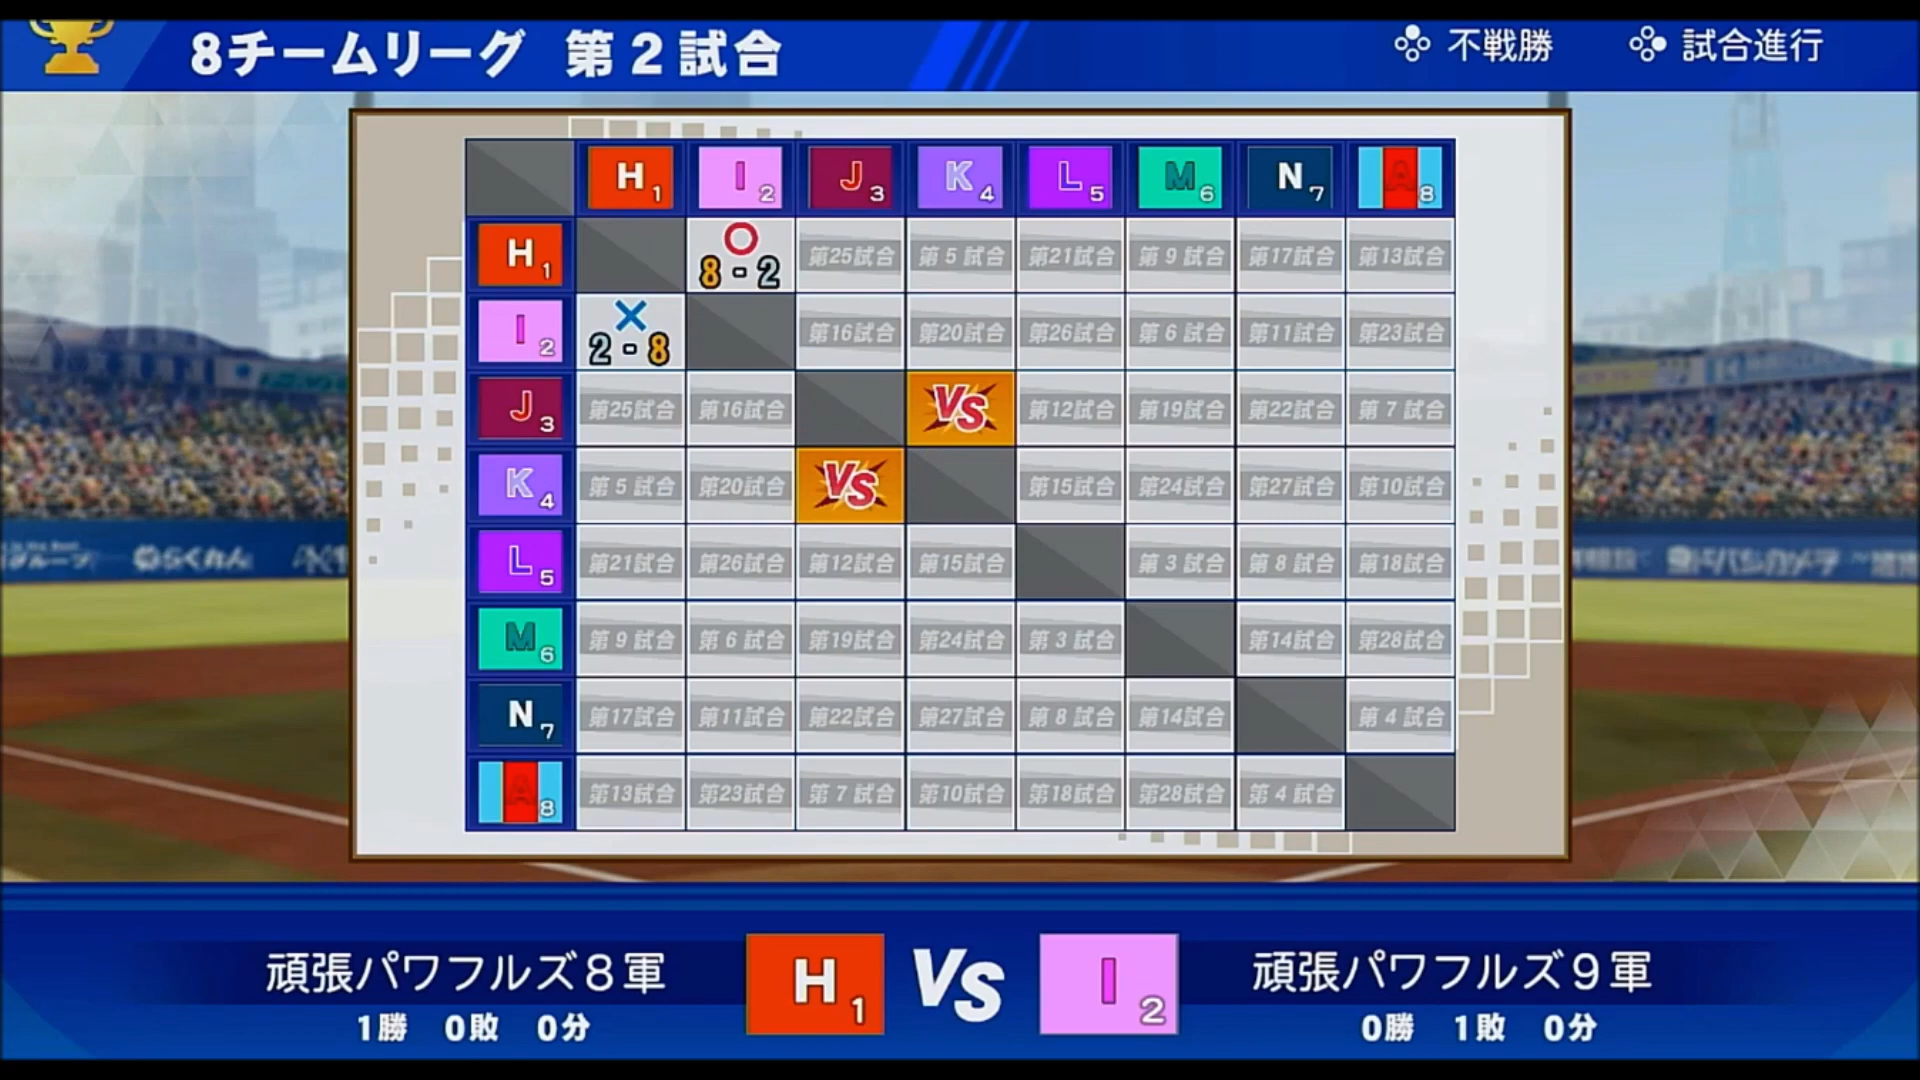 8チームリーグ 第2試合
不戦勝 試合進行
H1 I2 J3 K4 L5 M6 N7 A8
H1 8-2 第25試合 第5試合 第21試合 第9試合 第17試合 第13試合
I2 2-8 第16試合 第20試合 第26試合 第6試合 第11試合 第23試合
J3 第25試合 第16試合 VS 第12試合 第19試合 第22試合 第7試合
K4 第5試合 第20試合 VS 第15試合 第24試合 第27試合 第10試合
L5 第21試合 第26試合 第12試合 第15試合 第3試合 第8試合 第18試合
M6 第9試合 第6試合 第19試合 第24試合 第3試合 第14試合 第28試合
N7 第17試合 第11試合 第22試合 第27試合 第8試合 第14試合 第4試合
A8 第13試合 第23試合 第7試合 第10試合 第18試合 第28試合 第4試合
らくれん
頑張パワフルズ8軍 H1 VS I2 頑張パワフルズ9軍
1勝 0敗 0分 0勝 1敗 0分